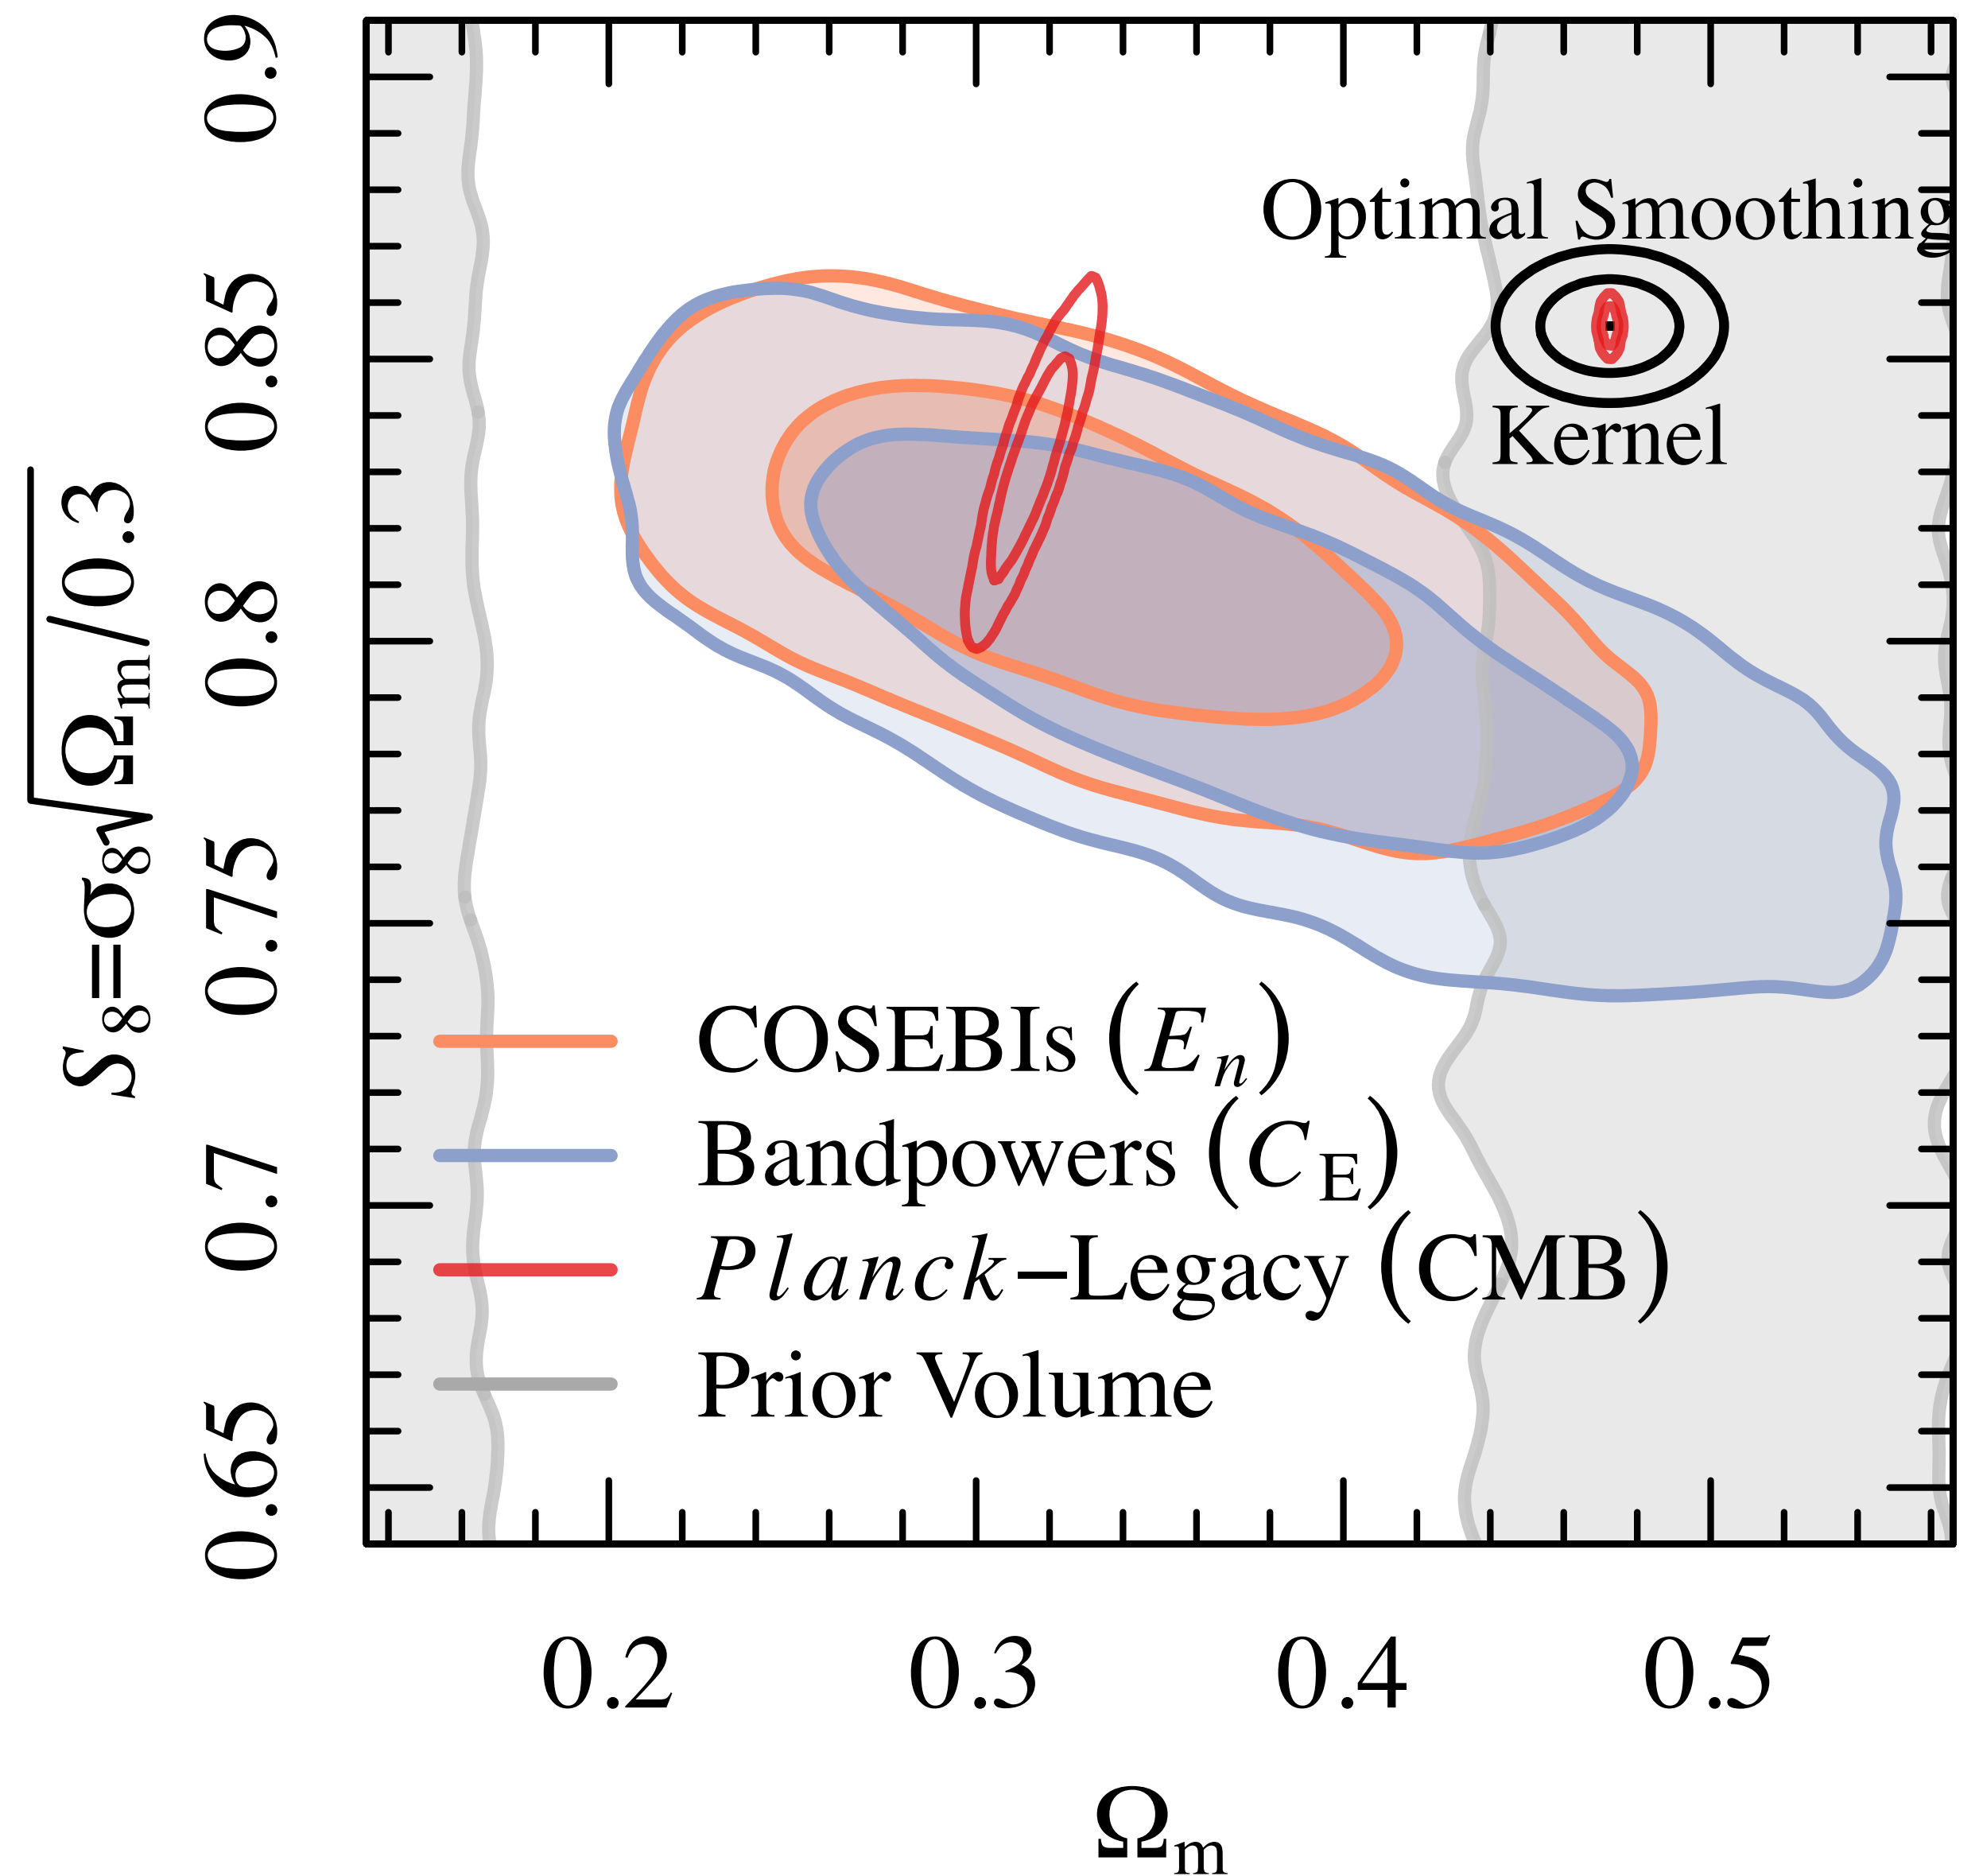 0.9
0.85
0.8
0.75
0.7
0.65
S8=σ8√Ωm/0.3
Optimal Smoothing
Kernel
COSEBIs (En)
Bandpowers (CE)
Planck−Legacy (CMB)
Prior Volume
0.2 0.3 0.4 0.5
Ωm